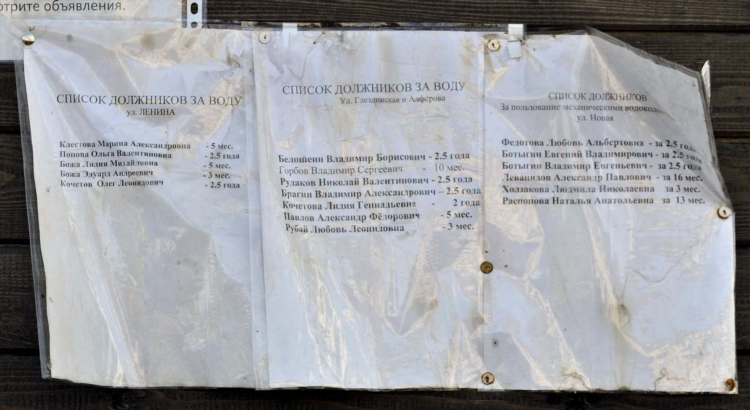 отрите объявления.
СПИСОК ДОЛЖНИКОВ ЗА ВОДУ
ул. ЛЕНИНА
Клестова Марина Александровна - 5 мес.
Попова Ольга Валентиновна - 2.5 года
Божа Лидия Михайловна - 5 мес.
Божа Эдуард Андреевич - 3 мес.
Кочетов Олег Леонидович - 2.5 года
СПИСОК ДОЛЖНИКОВ ЗА ВОДУ
Ул. и Алферова
Белошеин Владимир Борисович - 2.5 года
Горбов Владимир Сергеевич - 10 мес.
Рудаков Николай Валентинович - 2.5 года
Брагин Владимир Александрович – 2.5 года
Кочетова Лидия Геннадьевна - 2 года
Павлов Александр Фёдорович - 5 мес.
Рубай Любовь Леонидовна - 3 мес.
СПИСОК ДОЛЖНИКОВ
За пользование механическими
ул. Новая
Федотова Любовь Альбертовна - за 2.5 года
Ботыгин Евгений Владимирович - за 2.5 года
Ботыгин Владимир Евгеньевич - за 2.5
Леванидов Александр Павлович - за 16 мес.
Холзакова Людмила Николаевна за 3 мес.
Распопова Наталья Анатольевна за 13 мес.